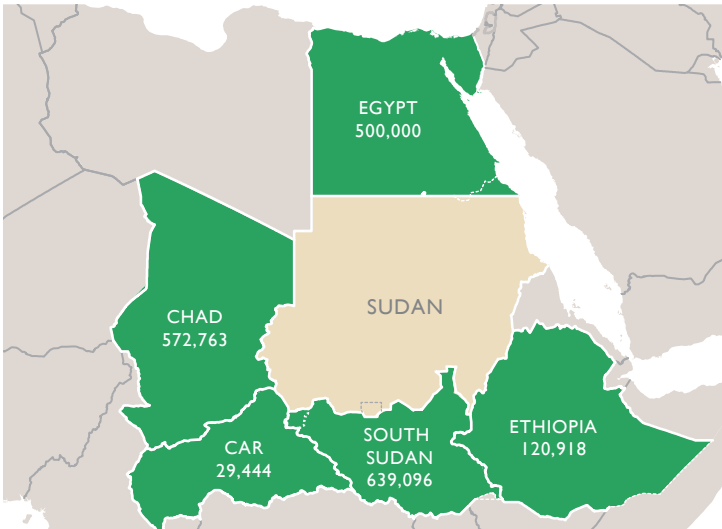 EGYPT
500,000
SUDAN
CHAD
572,763
CAR
29,444
SOUTH
SUDAN
639,096
ETHIOPIA
120,918